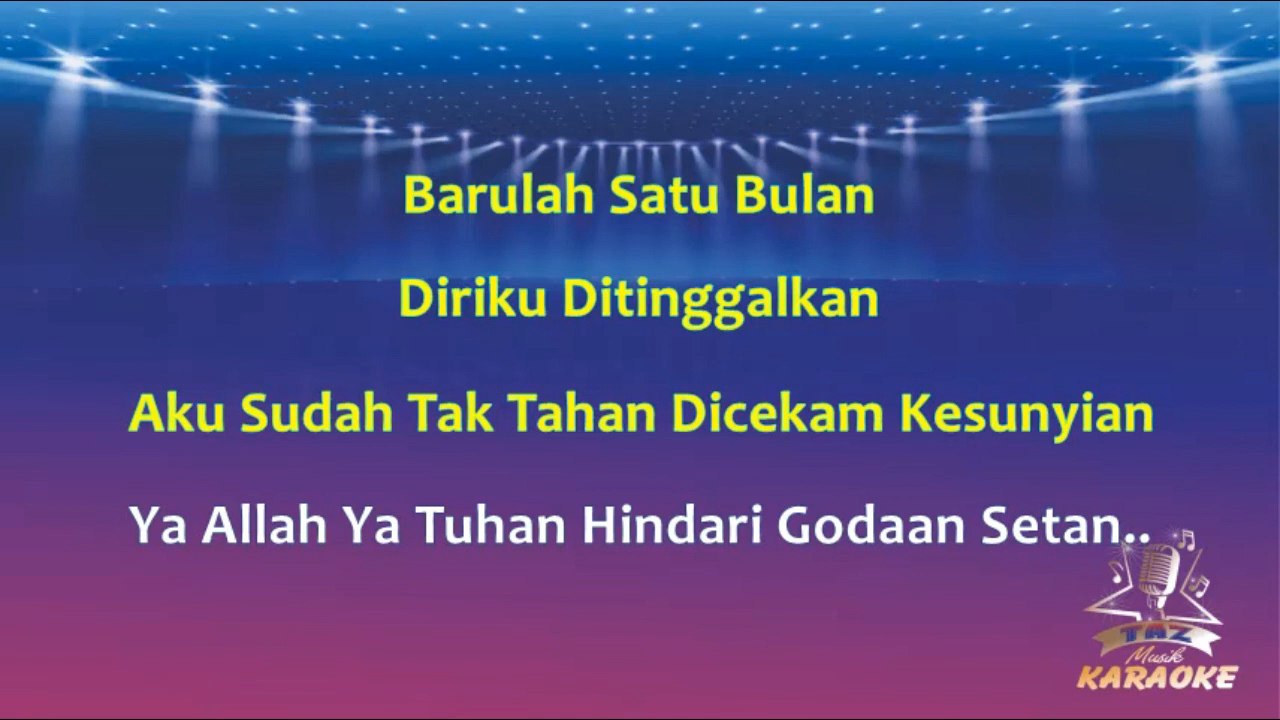 Barulah Satu Bulan
Diriku Ditinggalkan
Aku Sudah Tak Tahan Dicekam Kesunyian
Ya Allah Ya Tuhan Hindari Godaan Setan..
TAZ
Musik
KARAOKE